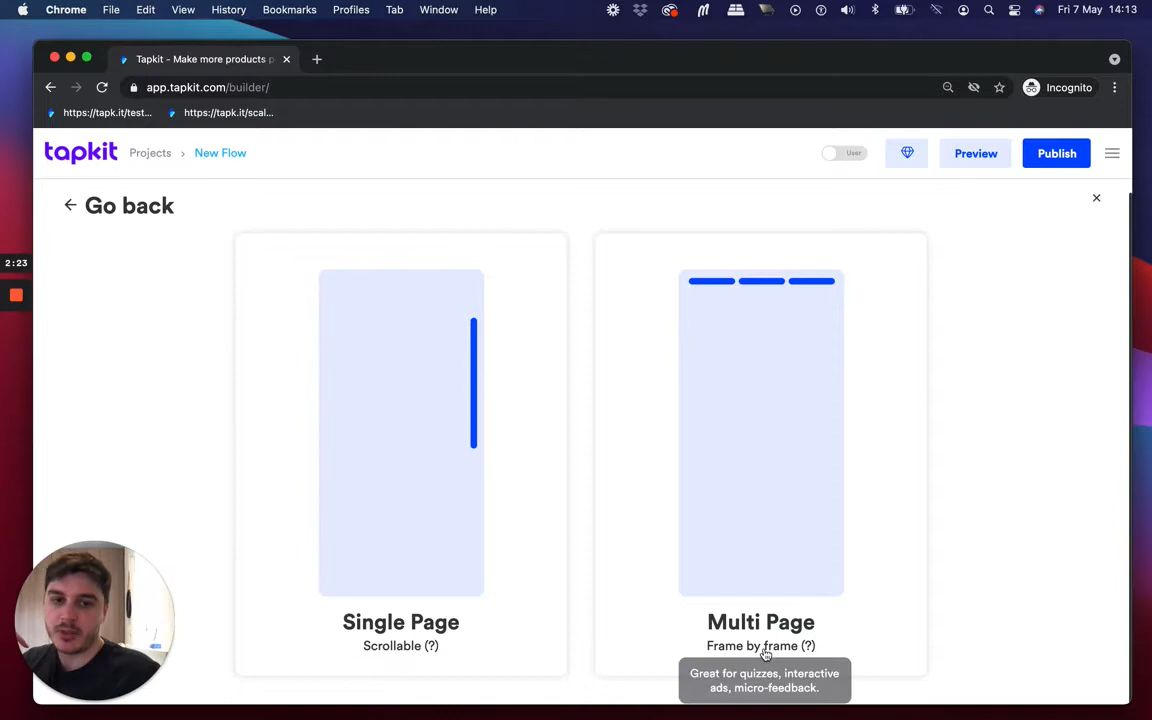 Chrome File Edit View History Bookmarks Profiles Tab Window Help Fri 7 May 14:13
Tapkit - Make more products p
app.tapkit.com/builder/
Incognito
https://tapk.it/test...
https://tapk.it/scal...
tapkit Projects > New Flow User Preview Publish
Go back
2:23
Single Page
Scrollable (?)
Multi Page
Frame by frame (?)
Great for quizzes, interactive
ads, micro-feedback.